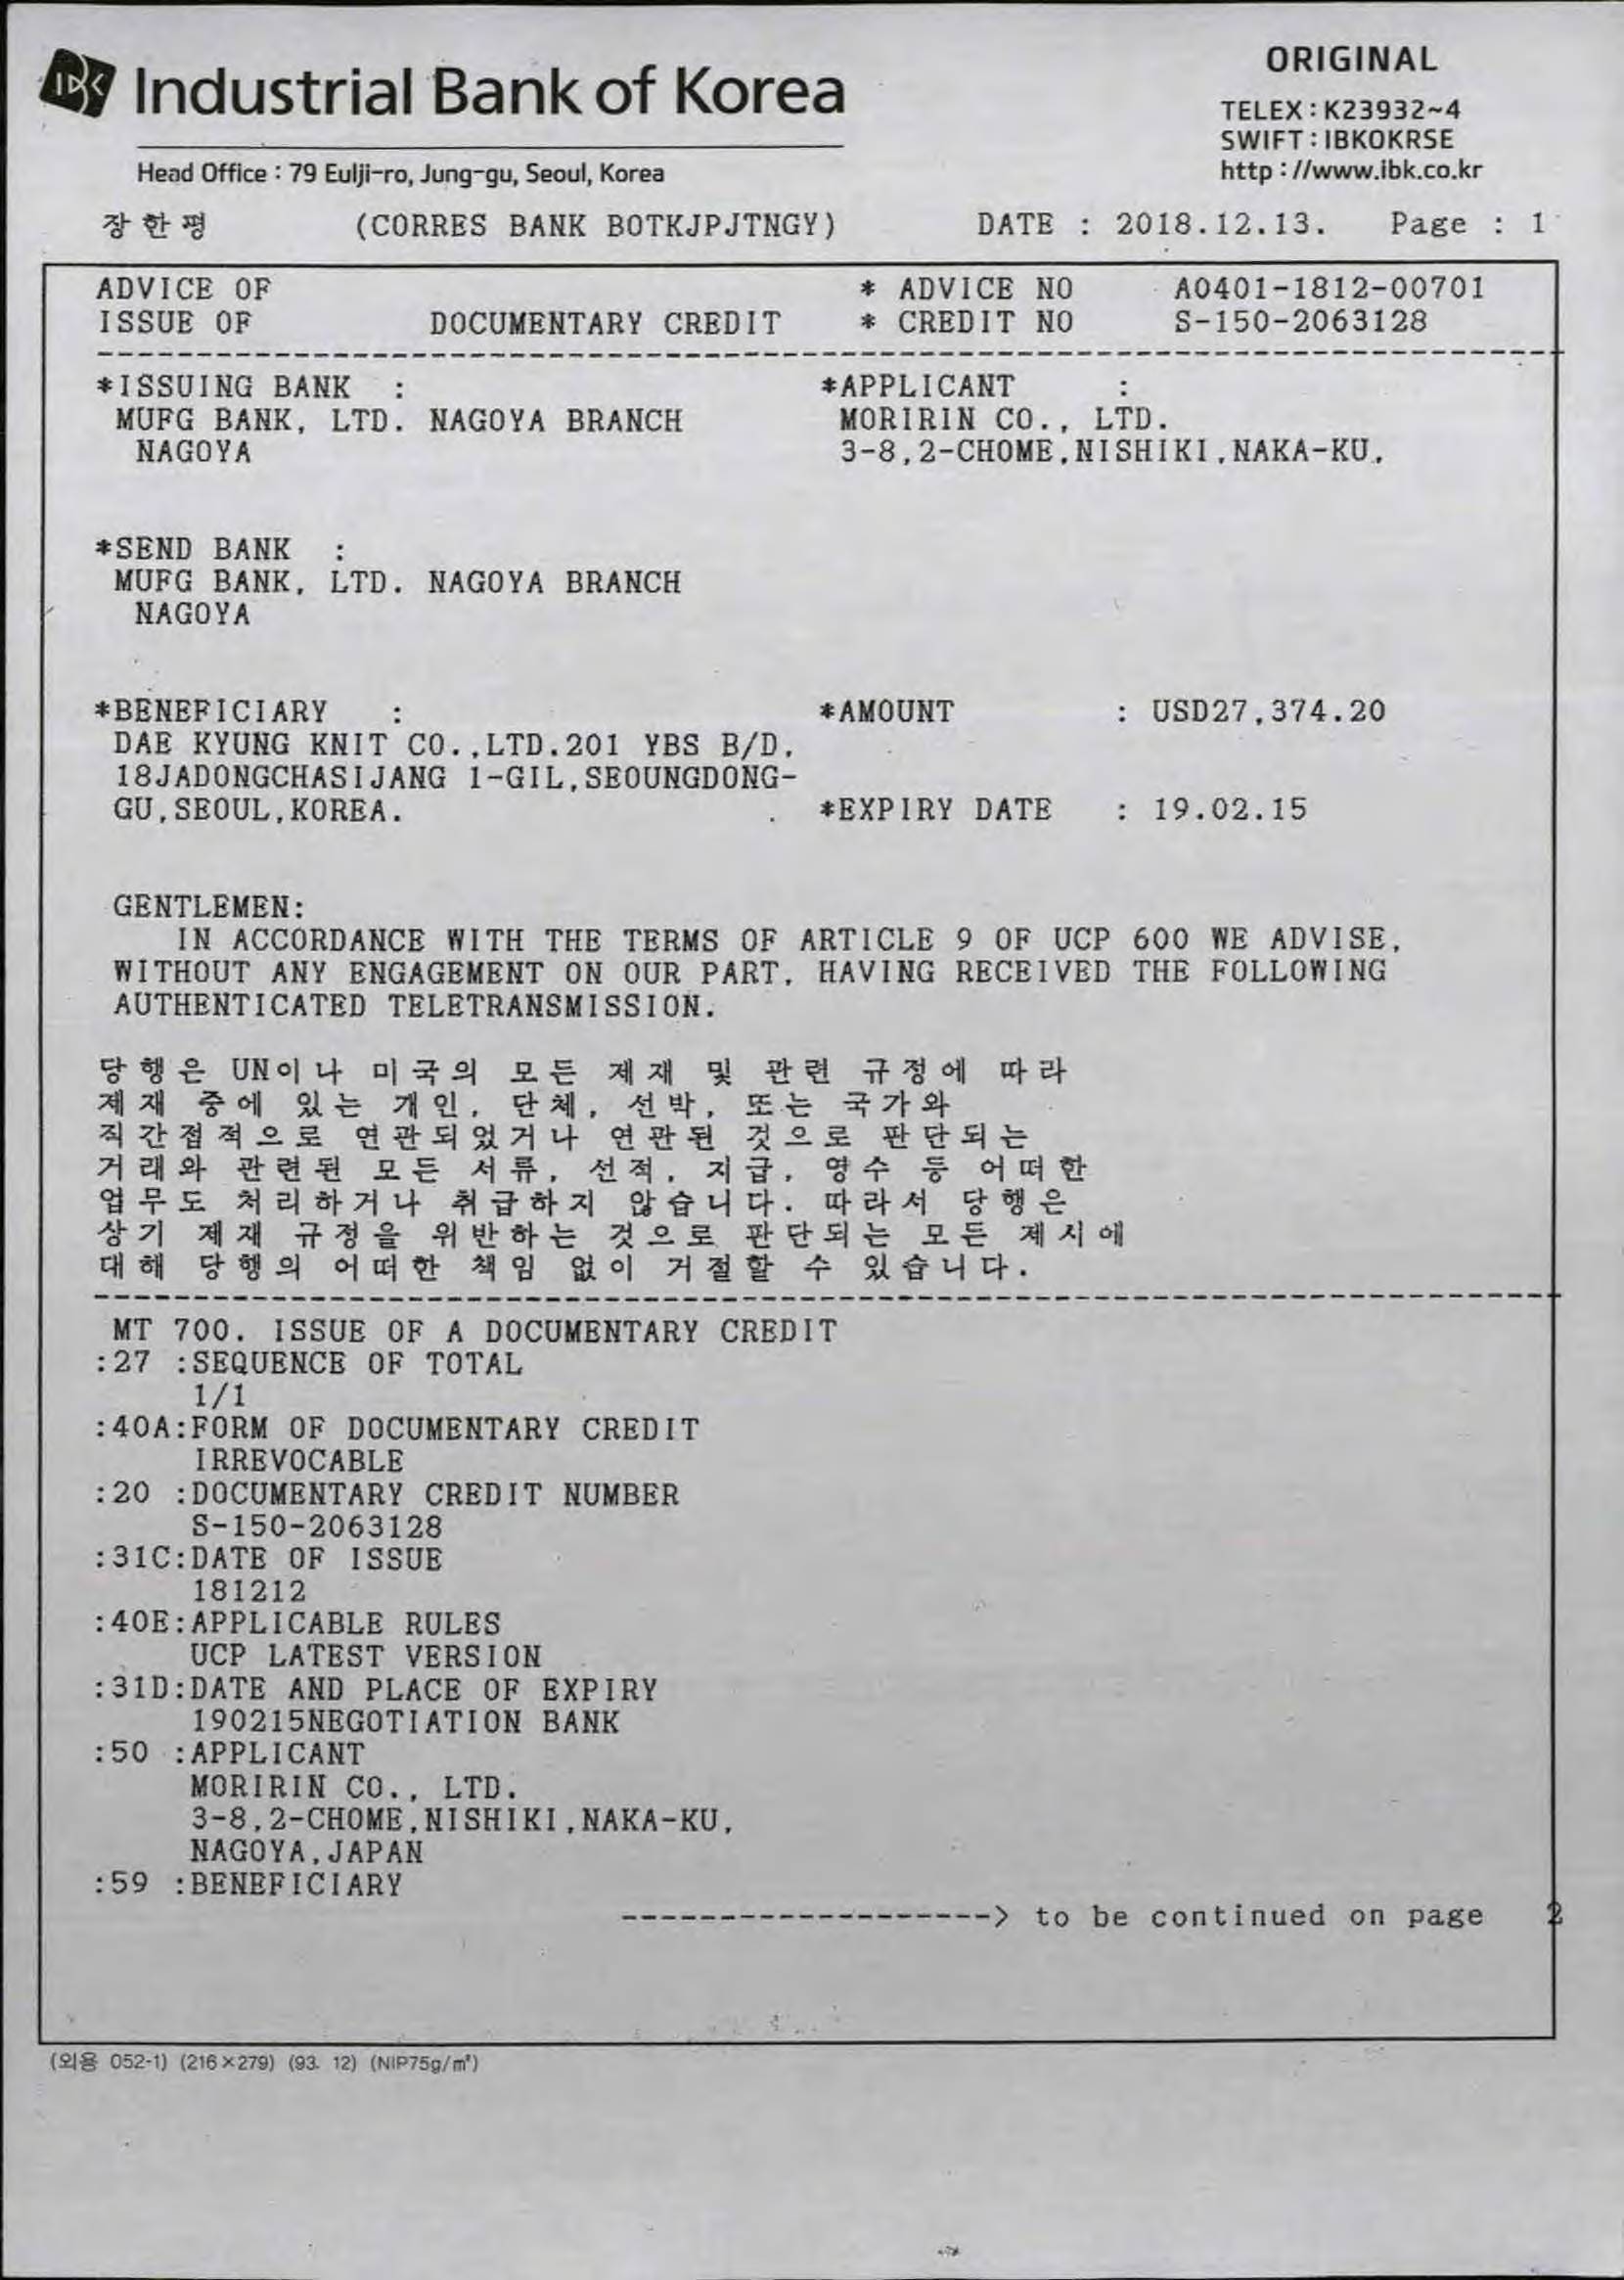 IBK Industrial Bank of Korea
ORIGINAL
TELEX : K23932~4
SWIFT : IBKOKRSE
http : //www.ibk.co.kr
Head Office : 79 Eulji-ro, Jung-gu, Seoul, Korea
장한평 (CORRES BANK BOTKJPJTNGY) DATE : 2018.12.13. Page : 1
ADVICE OF * ADVICE NO A0401-1812-00701
ISSUE OF DOCUMENTARY CREDIT * CREDIT NO S-150-2063128
*ISSUING BANK : *APPLICANT :
MUFG BANK, LTD. NAGOYA BRANCH MORIRIN CO., LTD.
NAGOYA 3-8,2-CHOME,NISHIKI,NAKA-KU,
*SEND BANK :
MUFG BANK, LTD. NAGOYA BRANCH
NAGOYA
*BENEFICIARY : *AMOUNT : USD27,374.20
DAE KYUNG KNIT CO.,LTD.201 YBS B/D,
18JADONGCHASIJANG 1-GIL,SEOUNGDONG-
GU,SEOUL,KOREA. *EXPIRY DATE : 19.02.15
GENTLEMEN:
IN ACCORDANCE WITH THE TERMS OF ARTICLE 9 OF UCP 600 WE ADVISE,
WITHOUT ANY ENGAGEMENT ON OUR PART, HAVING RECEIVED THE FOLLOWING
AUTHENTICATED TELETRANSMISSION.
당행은 UN이나 미국의 모든 제재 및 관련 규정에 따라
제재 중에 있는 개인, 단체, 선박, 또는 국가와
직간접적으로 연관되었거나 연관된 것으로 판단되는
거래와 관련된 모든 서류, 선적, 지급, 영수 등 어떠한
업무도 처리하거나 취급하지 않습니다. 따라서 당행은
상기 제재 규정을 위반하는 것으로 판단되는 모든 제시에
대해 당행의 어떠한 책임 없이 거절할 수 있습니다.
MT 700. ISSUE OF A DOCUMENTARY CREDIT
:27 :SEQUENCE OF TOTAL
1/1
:40A:FORM OF DOCUMENTARY CREDIT
IRREVOCABLE
:20 :DOCUMENTARY CREDIT NUMBER
S-150-2063128
:31C:DATE OF ISSUE
181212
:40E:APPLICABLE RULES
UCP LATEST VERSION
:31D:DATE AND PLACE OF EXPIRY
190215NEGOTIATION BANK
:50 :APPLICANT
MORIRIN CO., LTD.
3-8,2-CHOME,NISHIKI,NAKA-KU,
NAGOYA,JAPAN
:59 :BENEFICIARY
-------------------> to be continued on page 2
(외용 052-1) (216×279) (93. 12) (NIP75g/㎡)